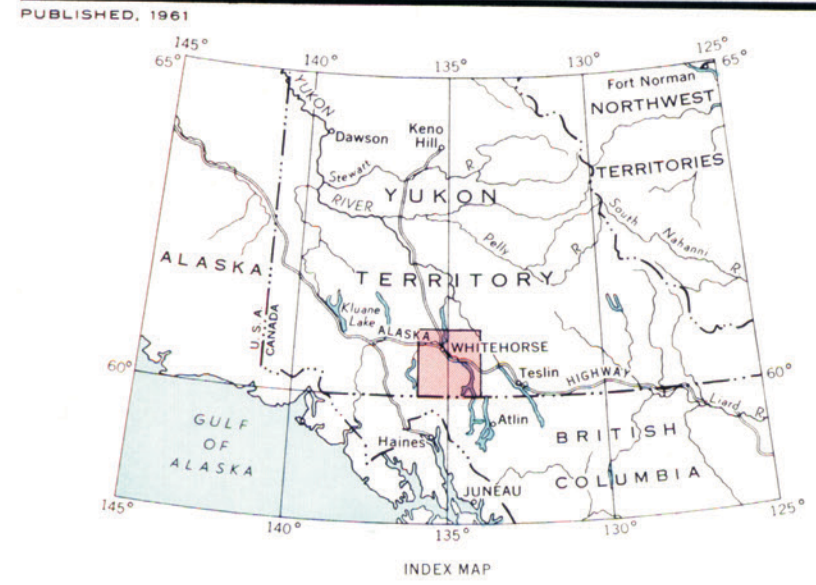 PUBLISHED, 1961
145°
140°
135°
130°
125°
65°
65°
Fort Norman
NORTHWEST
TERRITORIES
YUKON
Dawson
Keno
Hill
Stewart
R.
YUKON
RIVER
Pelly
R.
South
Nahanni
R.
ALASKA
TERRITORY
U.S.A.
CANADA
Kluane
Lake
ALASKA
WHITEHORSE
Teslin
HIGHWAY
60°
60°
Liard R.
GULF
OF
ALASKA
Haines
Atlin
BRITISH
COLUMBIA
JUNEAU
145°
140°
135°
130°
125°
INDEX MAP